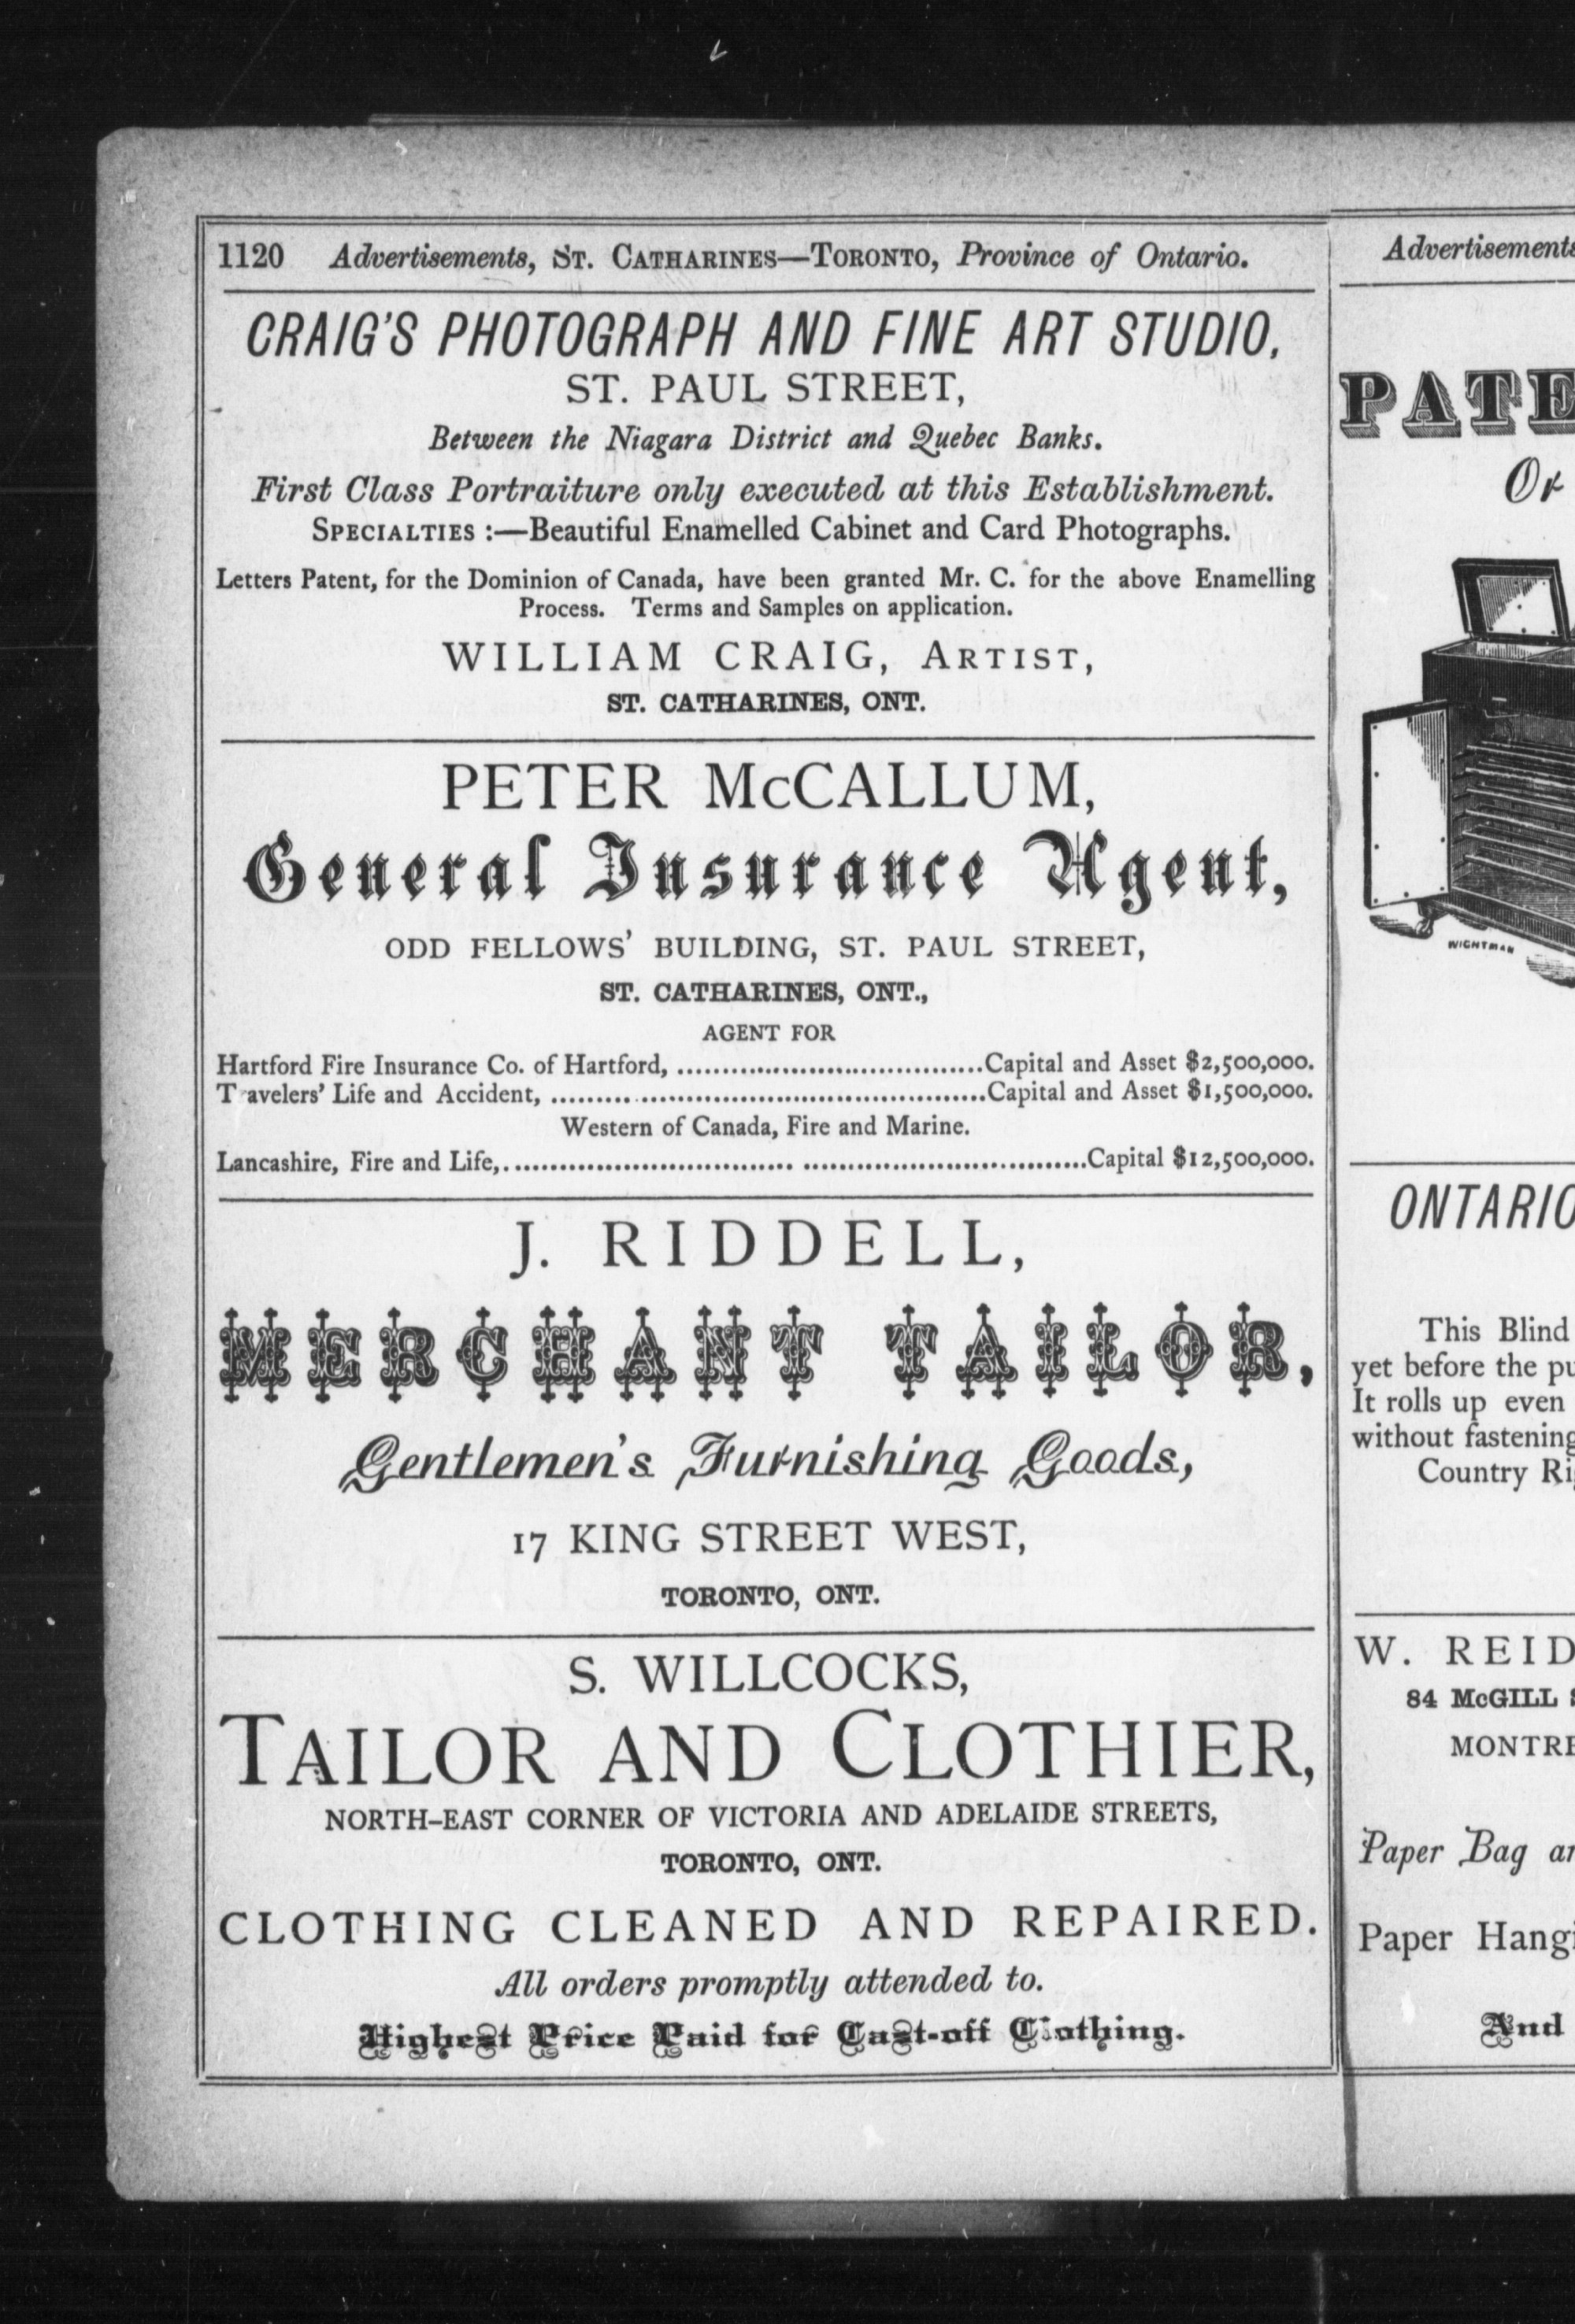 1120 Advertisements, ST. CATHARINES—TORONTO, Province of Ontario.
CRAIG'S PHOTOGRAPH AND FINE ART STUDIO,
ST. PAUL STREET,
Between the Niagara District and Quebec Banks.
First Class Portraiture only executed at this Establishment.
SPECIALTIES :—Beautiful Enamelled Cabinet and Card Photographs.
Letters Patent, for the Dominion of Canada, have been granted Mr. C. for the above Enamelling
Process. Terms and Samples on application.
WILLIAM CRAIG, ARTIST,
ST. CATHARINES, ONT.
PETER McCALLUM,
General Insurance Agent,
ODD FELLOWS' BUILDING, ST. PAUL STREET,
ST. CATHARINES, ONT.,
AGENT FOR
Hartford Fire Insurance Co. of Hartford, ..................................Capital and Asset $2,500,000.
Travelers' Life and Accident, ................................................Capital and Asset $1,500,000.
Western of Canada, Fire and Marine.
Lancashire, Fire and Life,................................................................Capital $12,500,000.
J. RIDDELL,
MERCHANT TAILOR,
Gentlemen's Furnishing Goods,
17 KING STREET WEST,
TORONTO, ONT.
S. WILLCOCKS,
TAILOR AND CLOTHIER,
NORTH-EAST CORNER OF VICTORIA AND ADELAIDE STREETS,
TORONTO, ONT.
CLOTHING CLEANED AND REPAIRED.
All orders promptly attended to.
Highest Price Paid for Cast-off Clothing.
Advertisements
PATE
Or
WIGHTMAN
ONTARIO
This Blind
yet before the pu
It rolls up even
without fastening
Country Ri
W. REID
84 McGILL S
MONTRE
Paper Bag an
Paper Hangi
And